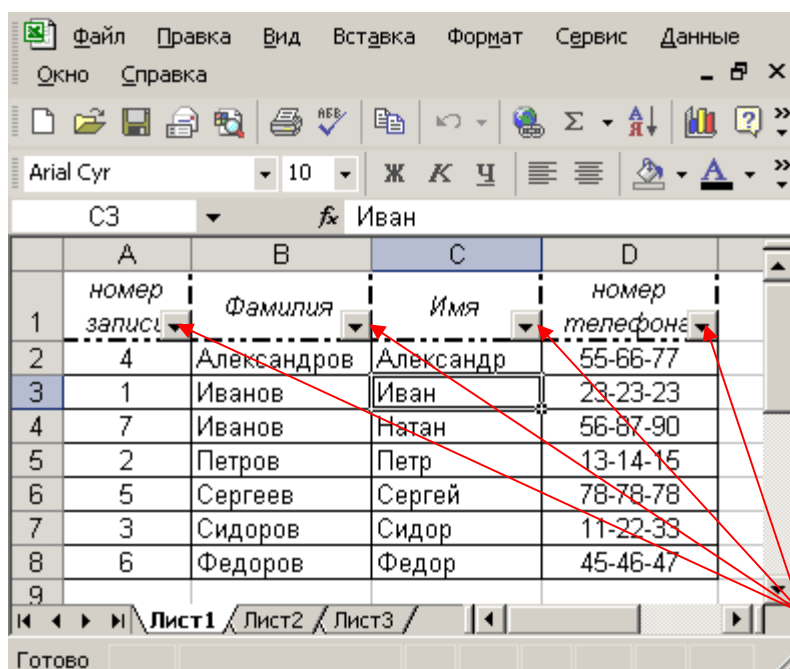 Файл Правка Вид Вставка Формат Сервис Данные
Окно Справка
Arial Cyr 10 Ж К Ч
C3 fx Иван
A B C D
1 номер записи Фамилия Имя номер телефона
2 4 Александров Александр 55-66-77
3 1 Иванов Иван 23-23-23
4 7 Иванов Натан 56-87-90
5 2 Петров Петр 13-14-15
6 5 Сергеев Сергей 78-78-78
7 3 Сидоров Сидор 11-22-33
8 6 Федоров Федор 45-46-47
9
Лист1 Лист2 Лист3
Готово